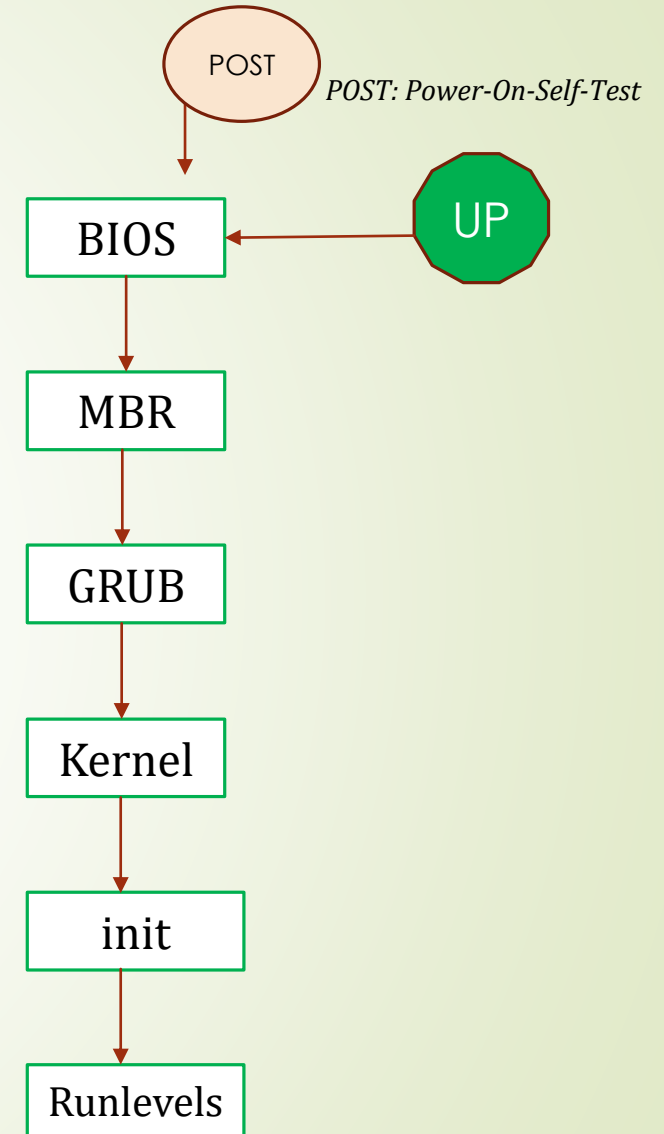 POST
POST: Power-On-Self-Test
UP
BIOS
MBR
GRUB
Kernel
init
Runlevels